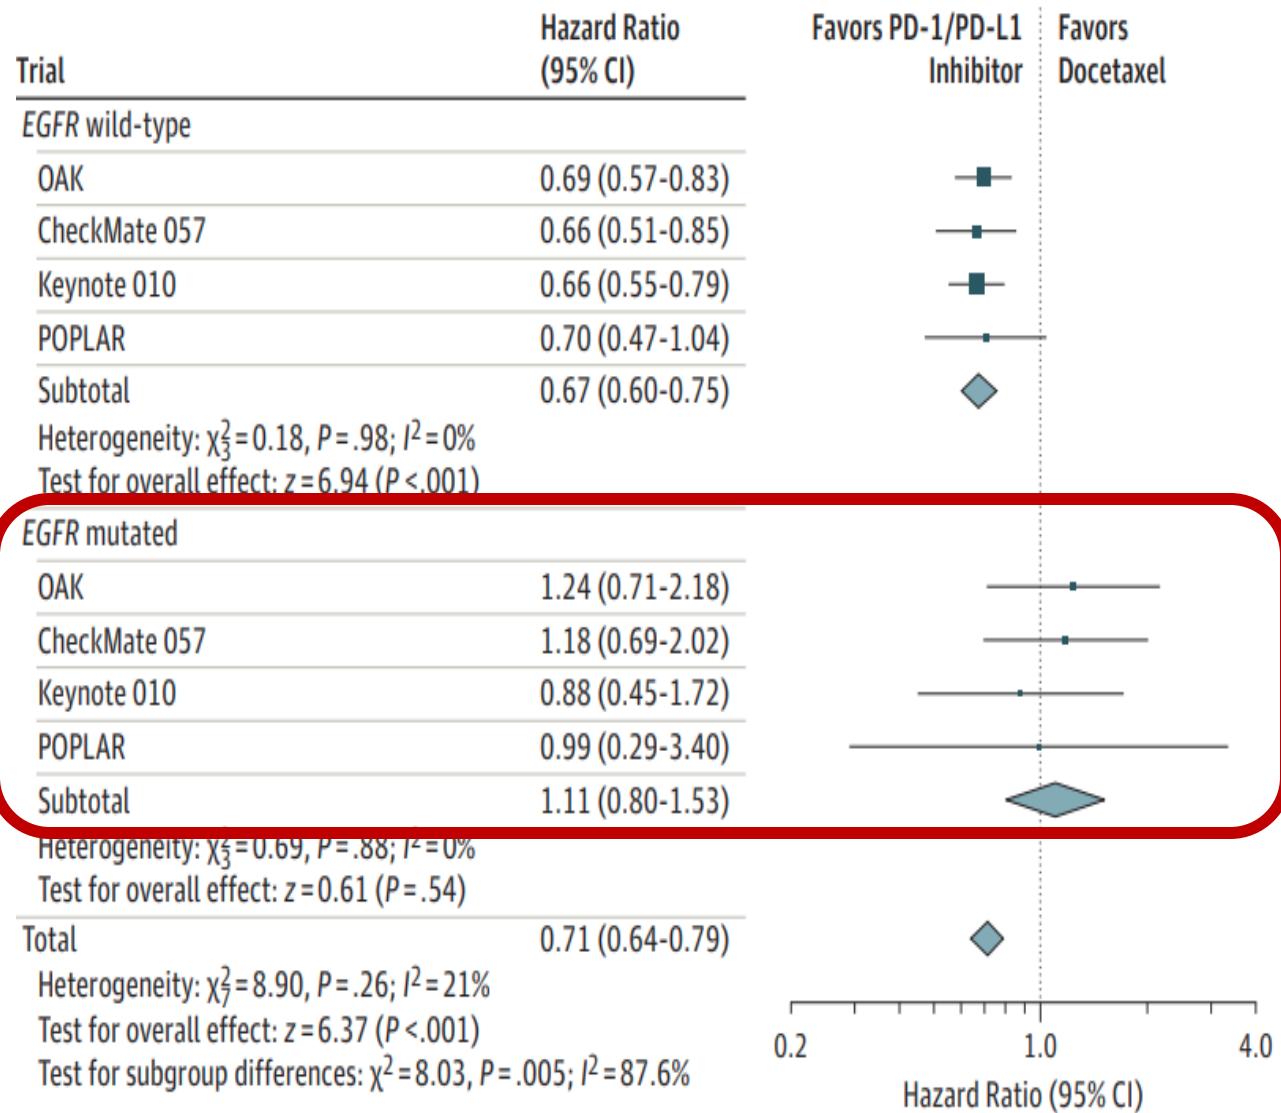 Trial Hazard Ratio (95% CI) Favors PD-1/PD-L1 Inhibitor Favors Docetaxel
EGFR wild-type
OAK 0.69 (0.57-0.83)
CheckMate 057 0.66 (0.51-0.85)
Keynote 010 0.66 (0.55-0.79)
POPLAR 0.70 (0.47-1.04)
Subtotal 0.67 (0.60-0.75)
Heterogeneity: χ²₃=0.18, P=.98; I²=0%
Test for overall effect: z=6.94 (P<.001)
EGFR mutated
OAK 1.24 (0.71-2.18)
CheckMate 057 1.18 (0.69-2.02)
Keynote 010 0.88 (0.45-1.72)
POPLAR 0.99 (0.29-3.40)
Subtotal 1.11 (0.80-1.53)
Heterogeneity: χ²₃=0.69, P=.88; I²=0%
Test for overall effect: z=0.61 (P=.54)
Total 0.71 (0.64-0.79)
Heterogeneity: χ²₇=8.90, P=.26; I²=21%
Test for overall effect: z=6.37 (P<.001)
Test for subgroup differences: χ²=8.03, P=.005; I²=87.6%
0.2 1.0 4.0
Hazard Ratio (95% CI)